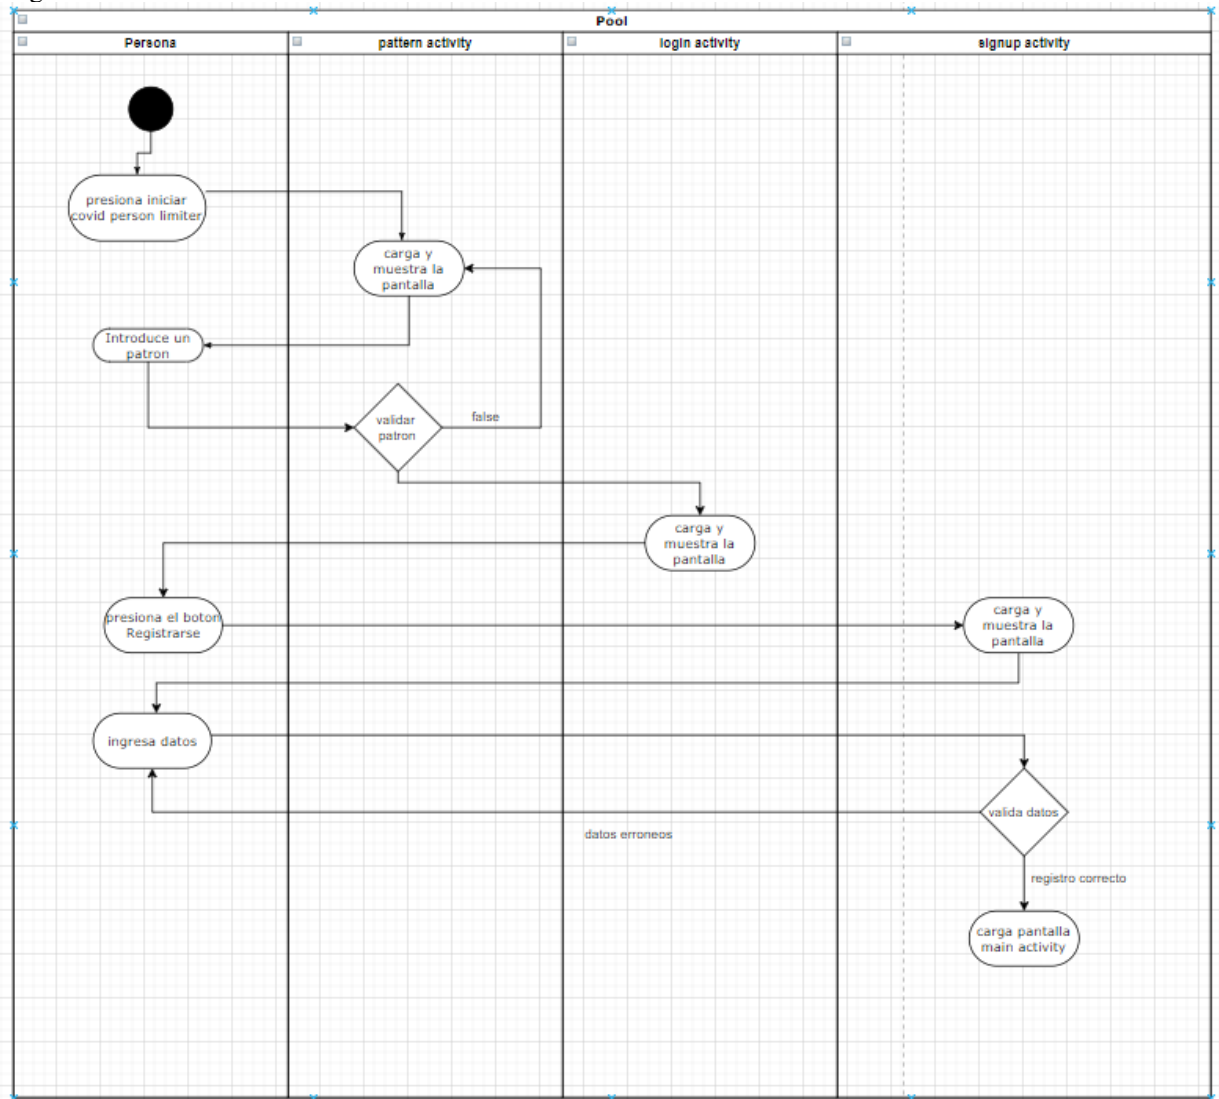 Pool
Persona
pattern activity
login activity
signup activity
presiona iniciar
covid person limiter
carga y
muestra la
pantalla
Introduce un
patron
validar
patron
false
carga y
muestra la
pantalla
presiona el boton
Registrarse
carga y
muestra la
pantalla
ingresa datos
valida datos
datos erroneos
registro correcto
carga pantalla
main activity